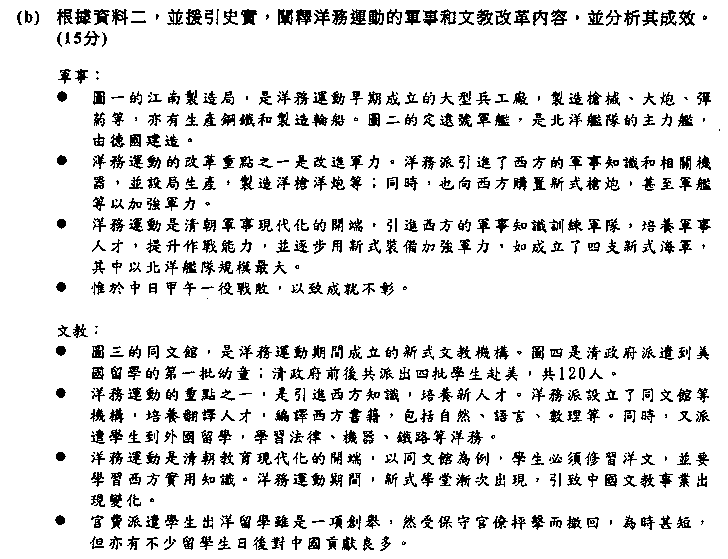 (b) 根據資料二，並援引史實，闡釋洋務運動的軍事和文教改革內容，並分析其成效。
(15分)
軍事：
● 圖一的江南製造局，是洋務運動早期成立的大型兵工廠，製造槍械、大炮、彈
葯等，亦有生產鋼鐵和製造輪船。圖二的定遠號軍艦，是北洋艦隊的主力艦，
由德國建造。
● 洋務運動的改革重點之一是改進軍力。洋務派引進了西方的軍事知識和相關機
器，並設局生產，製造洋槍洋炮等；同時，也向西方購置新式槍炮，甚至軍艦
等以加強軍力。
● 洋務運動是清朝軍事現代化的開端，引進西方的軍事知識訓練軍隊，培養軍事
人才，提升作戰能力，並逐步用新式裝備加強軍力，如成立了四支新式海軍，
其中以北洋艦隊規模最大。
● 惟於中日甲午一役戰敗，以致成就不彰。
文教：
● 圖三的同文館，是洋務運動期間成立的新式文教機構。圖四是清政府派遣到美
國留學的第一批幼童；清政府前後共派出四批學生赴美，共120人。
● 洋務運動的重點之一，是引進西方知識，培養新人才。洋務派設立了同文館等
機構，培養翻譯人才，編譯西方書籍，包括自然、語言、數理等。同時，又派
遣學生到外國留學，學習法律、機器、鐵路等洋務。
● 洋務運動是清朝教育現代化的開端，以同文館為例，學生必須修習洋文，並要
學習西方實用知識。洋務運動期間，新式學堂漸次出現，引致中國文教事業出
現變化。
● 官費派遣學生出洋留學雖是一項創舉，然受保守官僚抨擊而撤回，為時甚短，
但亦有不少留學生日後對中國貢獻良多。